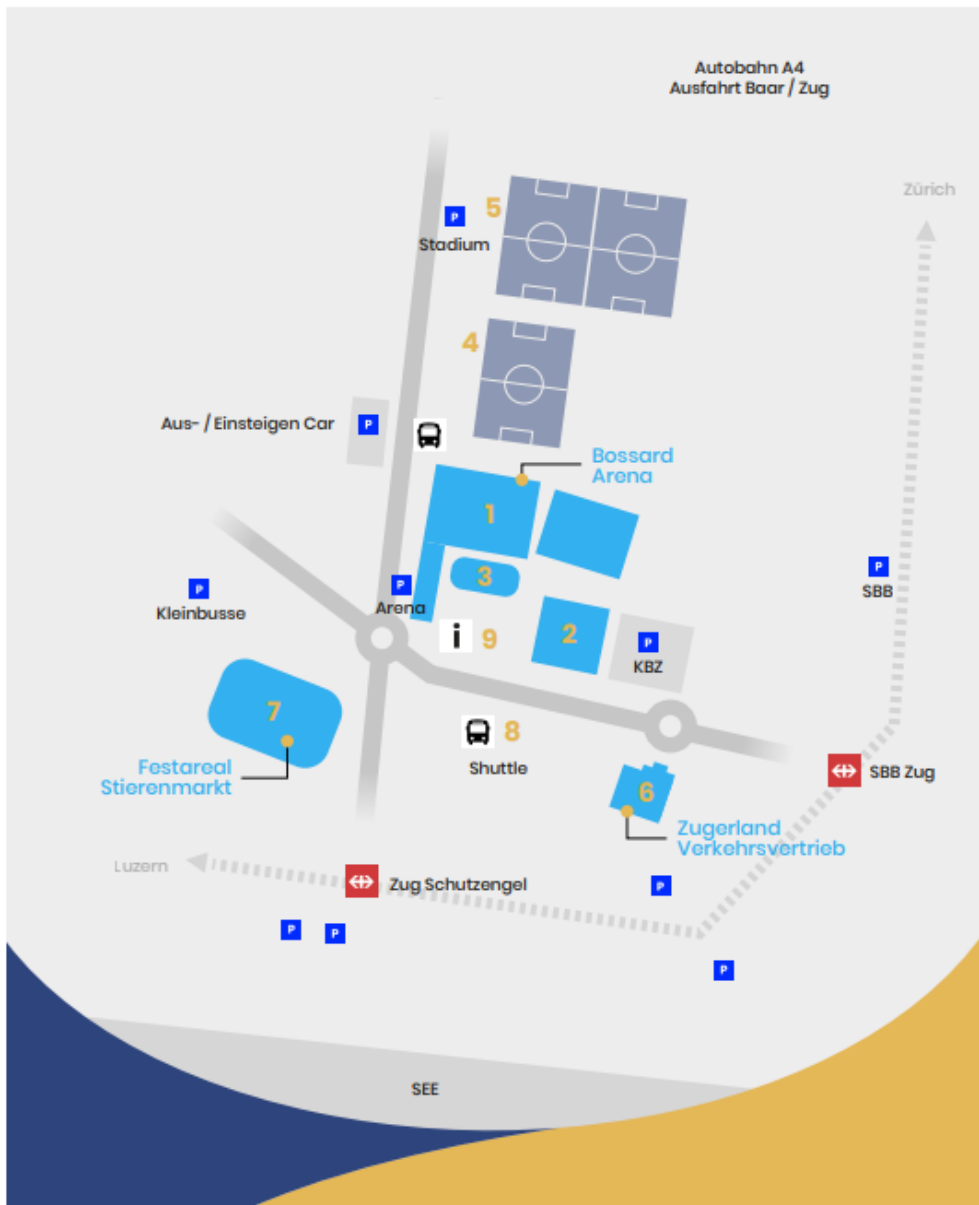 Autobahn A4
Ausfahrt Baar / Zug
Zürich
P
5
Stadium
4
Aus- / Einsteigen Car
P
Bossard
Arena
1
P
SBB
3
P
Arena
P
Kleinbusse
i
9
2
P
KBZ
7
Festareal
Stierenmarkt
8
Shuttle
SBB Zug
6
Zugerland
Verkehrsvertrieb
Luzern
Zug Schutzengel
P
P
P
P
SEE